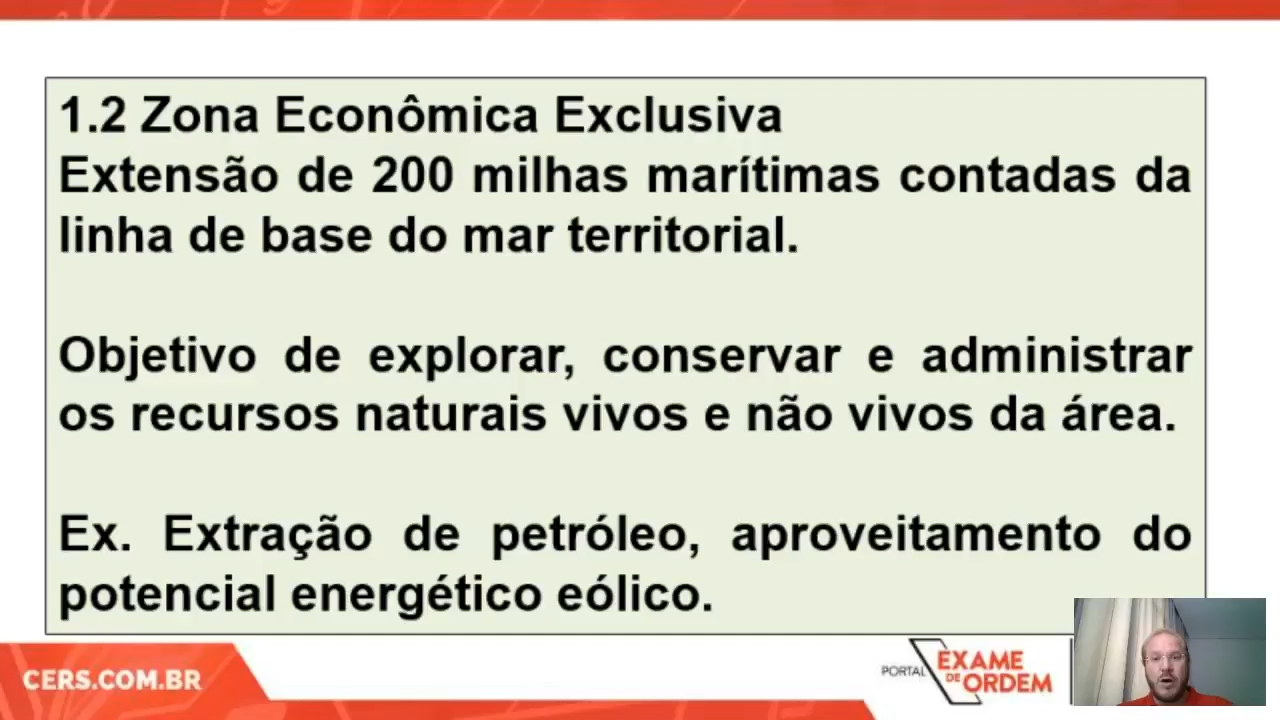 1.2 Zona Econômica Exclusiva
Extensão de 200 milhas marítimas contadas da
linha de base do mar territorial.
Objetivo de explorar, conservar e administrar
os recursos naturais vivos e não vivos da área.
Ex. Extração de petróleo, aproveitamento do
potencial energético eólico.
CERS.COM.BR
PORTAL EXAME
DE ORDEM